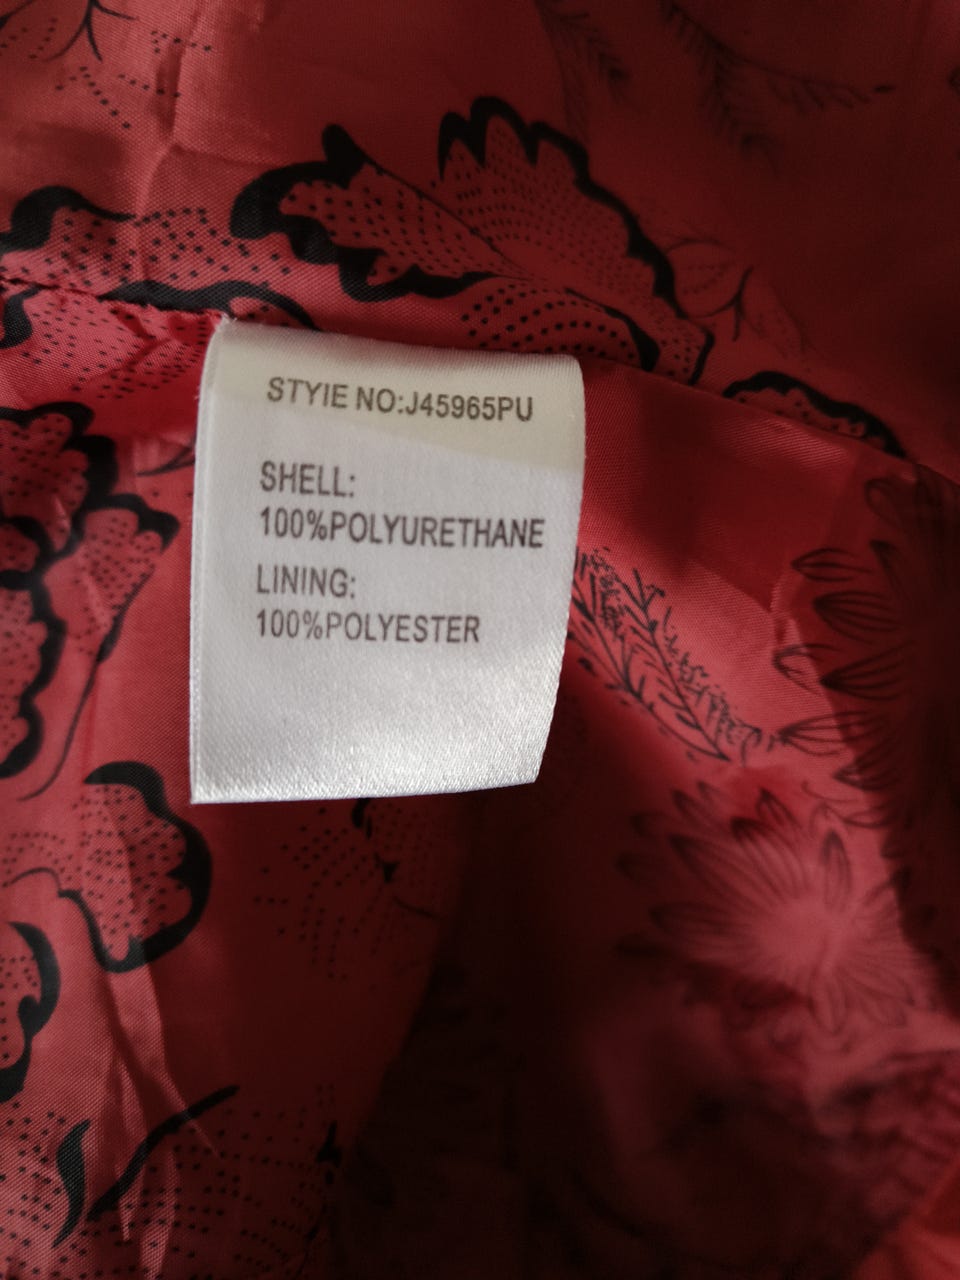 STYIE NO:J45965PU
SHELL:
100%POLYURETHANE
LINING:
100%POLYESTER